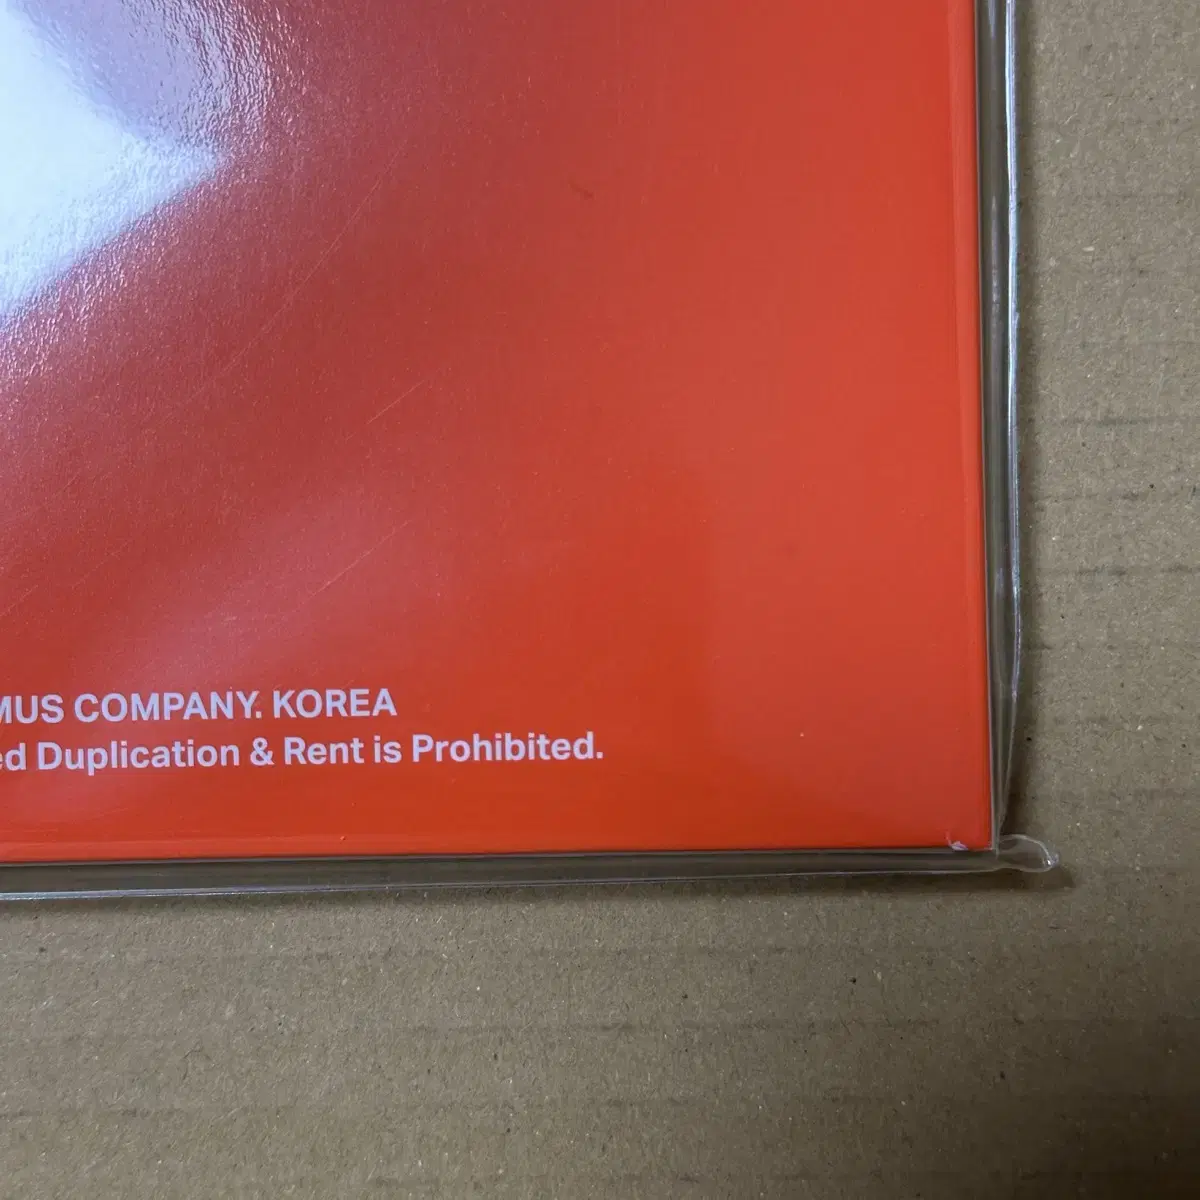 MUS COMPANY. KOREA
ed Duplication & Rent is Prohibited.